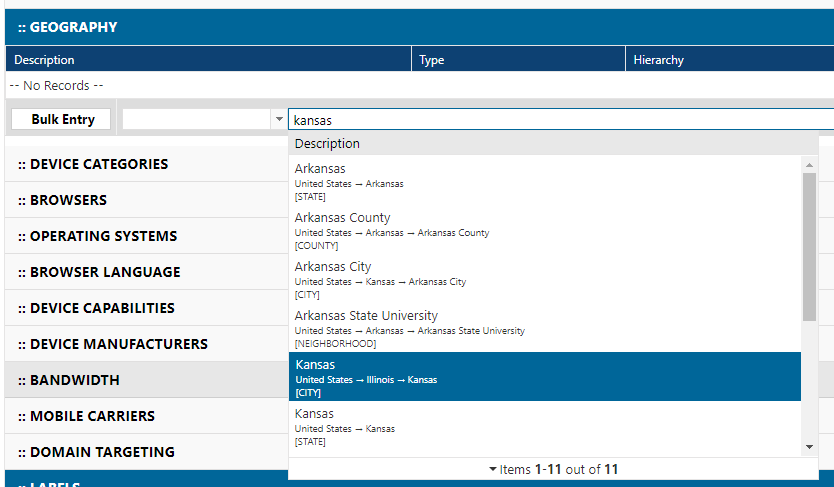 :: GEOGRAPHY
Description Type Hierarchy
-- No Records --
Bulk Entry kansas
Description
Arkansas
United States → Arkansas
[STATE]
Arkansas County
United States → Arkansas → Arkansas County
[COUNTY]
Arkansas City
United States → Kansas → Arkansas City
[CITY]
Arkansas State University
United States → Arkansas → Arkansas State University
[NEIGHBORHOOD]
Kansas
United States → Illinois → Kansas
[CITY]
Kansas
United States → Kansas
[STATE]
Items 1-11 out of 11
:: DEVICE CATEGORIES
:: BROWSERS
:: OPERATING SYSTEMS
:: BROWSER LANGUAGE
:: DEVICE CAPABILITIES
:: DEVICE MANUFACTURERS
:: BANDWIDTH
:: MOBILE CARRIERS
:: DOMAIN TARGETING
:: LABELS